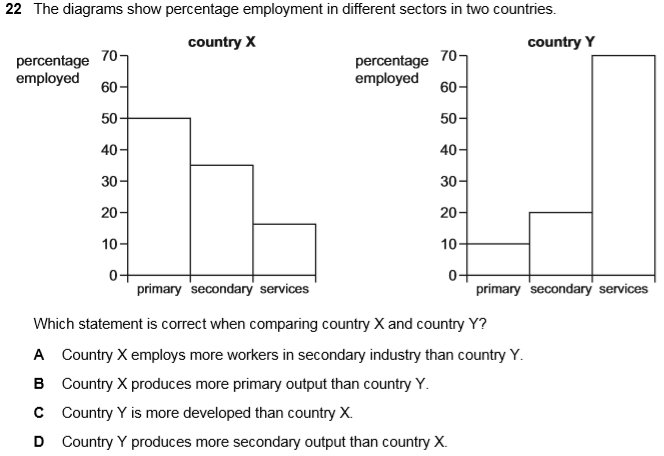 22 The diagrams show percentage employment in different sectors in two countries.
country X
percentage employed
70
60
50
40
30
20
10
0
primary secondary services
country Y
percentage employed
70
60
50
40
30
20
10
0
primary secondary services
Which statement is correct when comparing country X and country Y?
A Country X employs more workers in secondary industry than country Y.
B Country X produces more primary output than country Y.
C Country Y is more developed than country X.
D Country Y produces more secondary output than country X.